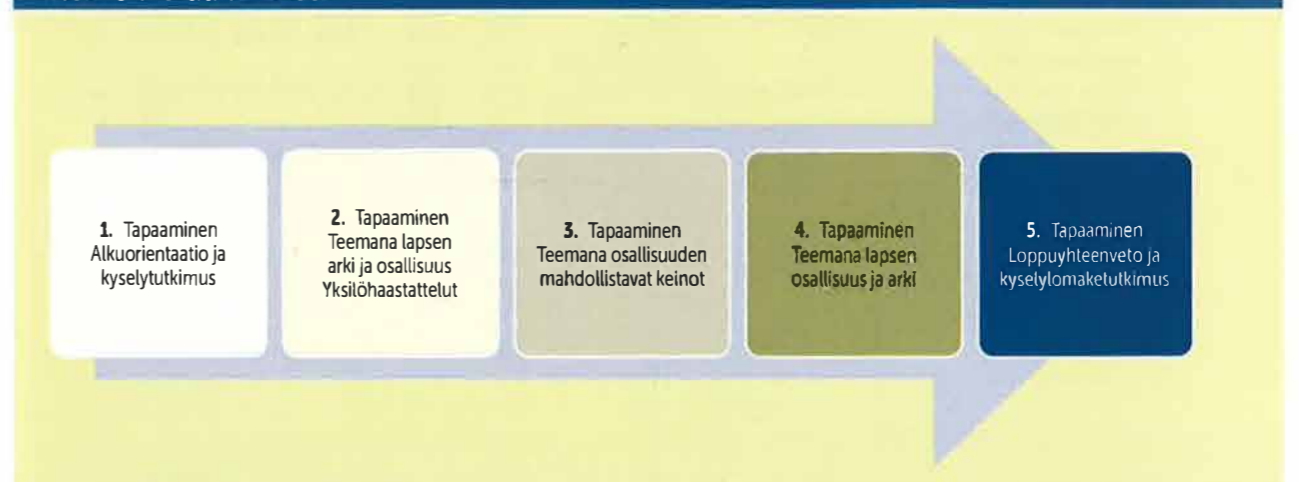 1. Tapaaminen
Alkuorientaatio ja
kyselytutkimus
2. Tapaaminen
Teemana lapsen
arki ja osallisuus
Yksilöhaastattelut
3. Tapaaminen
Teemana osallisuuden
mahdollistavat keinot
4. Tapaaminen
Teemana lapsen
osallisuus ja arki
5. Tapaaminen
Loppuyhteenveto ja
kyselylomaketutkimus